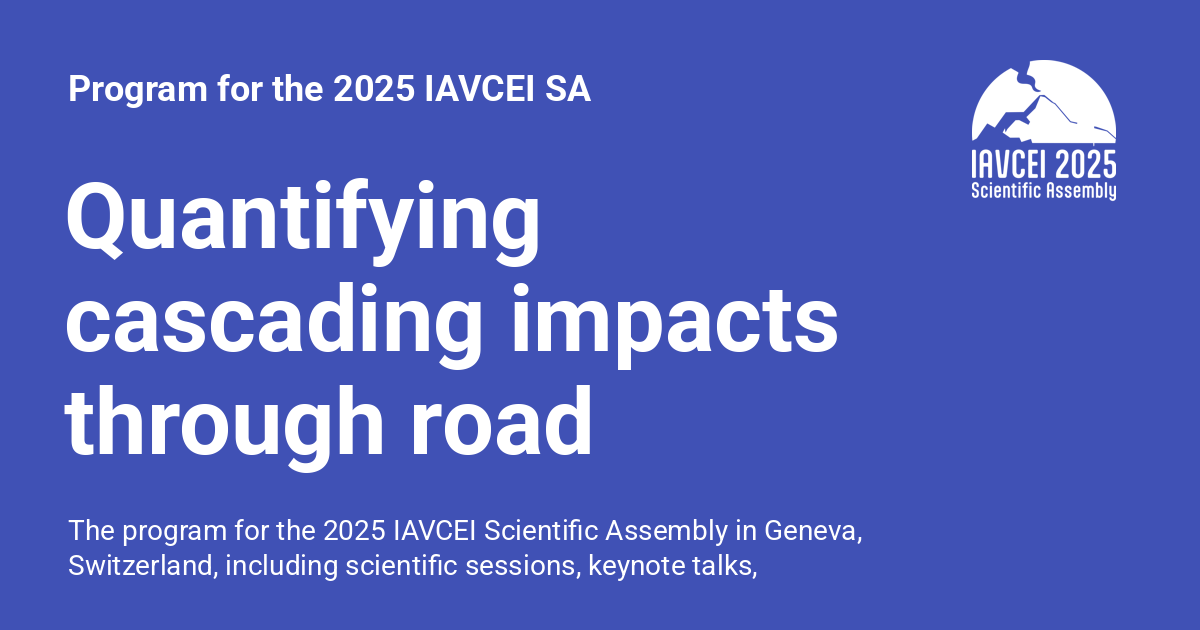 Program for the 2025 IAVCEI SA
IAVCEI 2025
Scientific Assembly
Quantifying
cascading impacts
through road
The program for the 2025 IAVCEI Scientific Assembly in Geneva,
Switzerland, including scientific sessions, keynote talks,